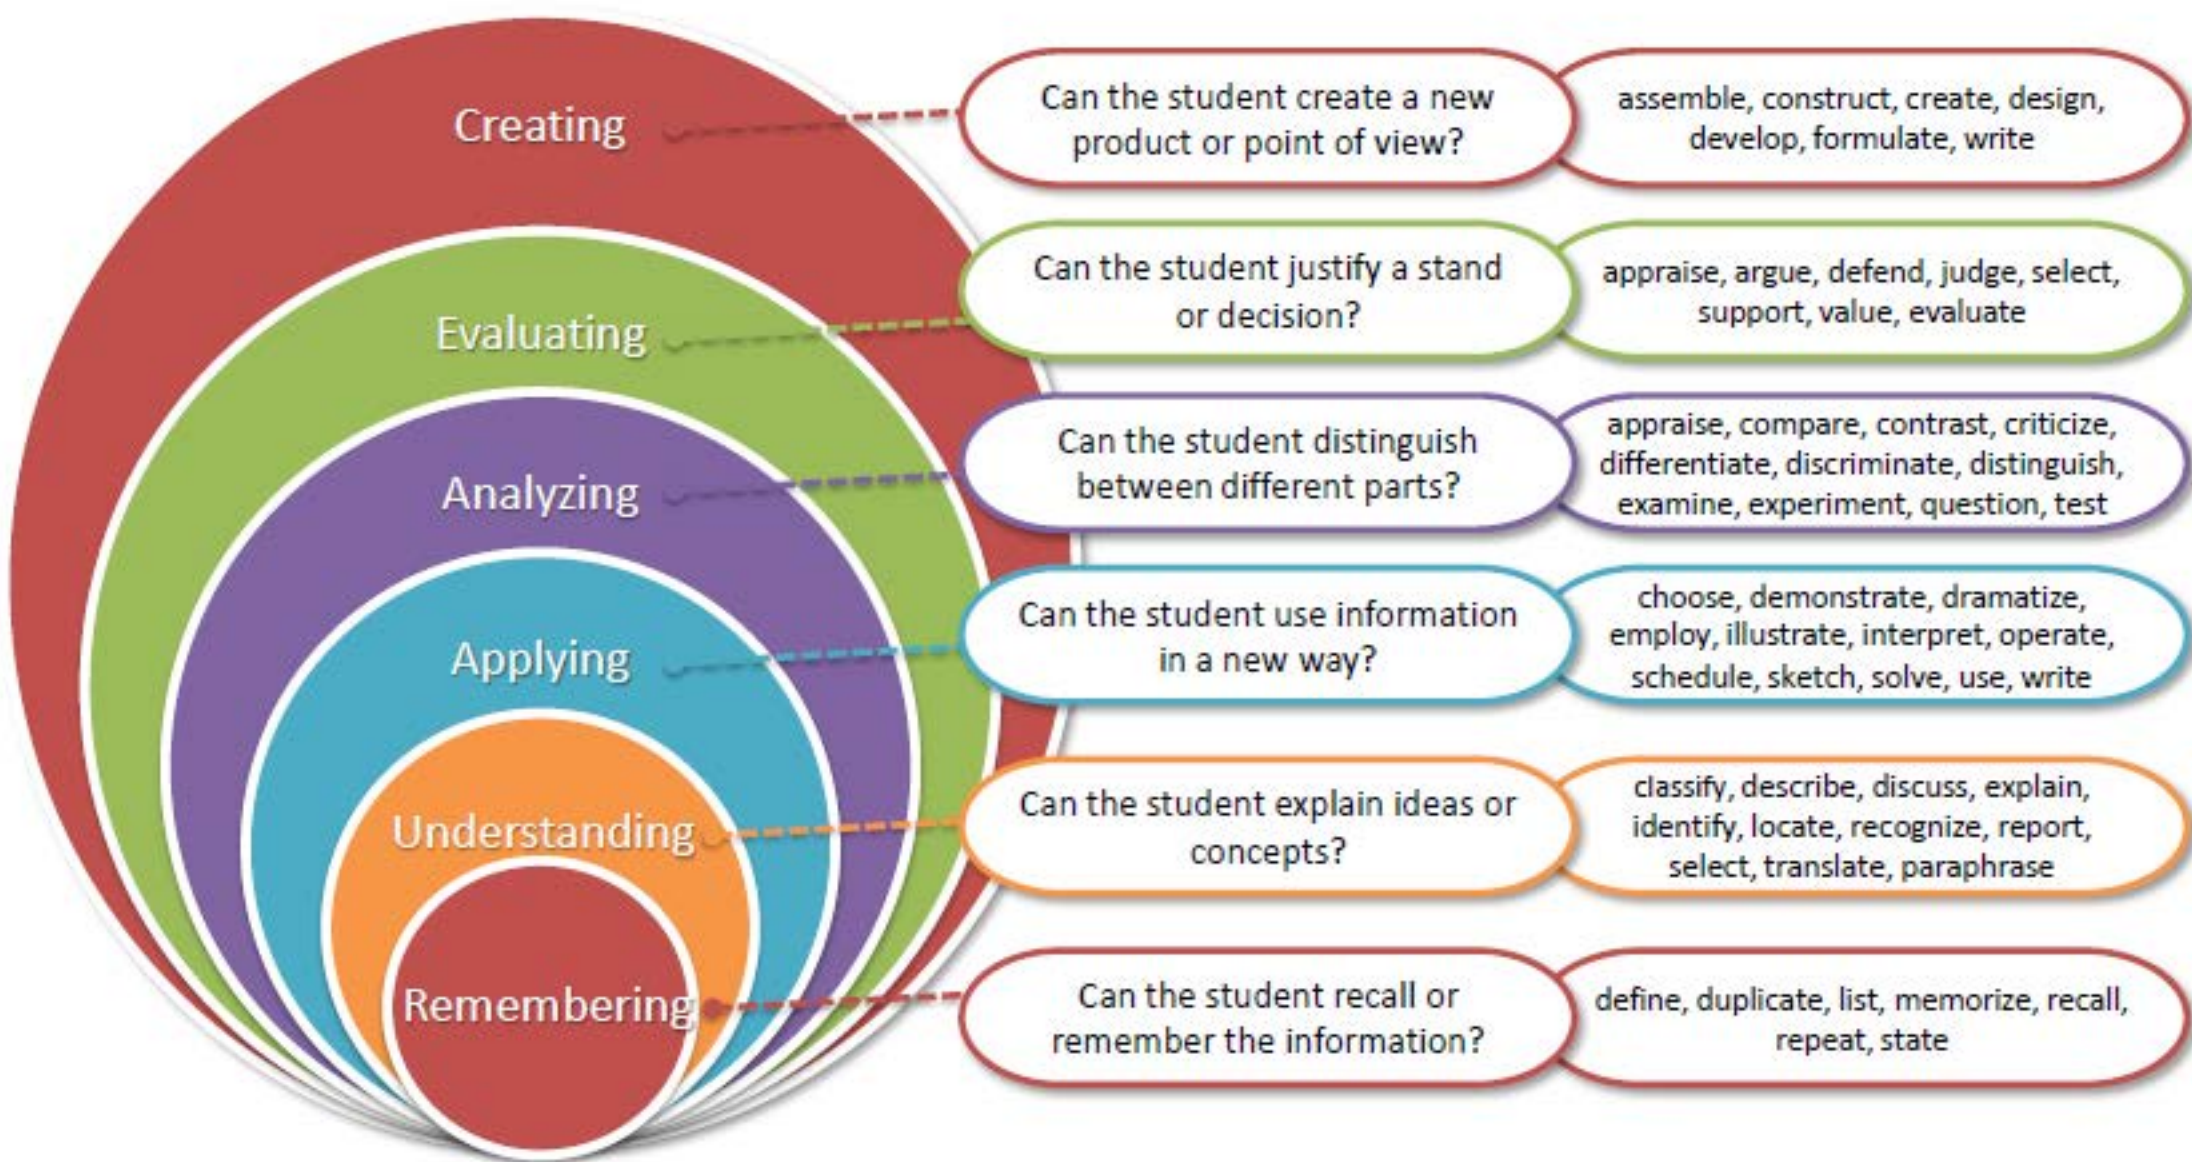 Creating
Can the student create a new
product or point of view?
assemble, construct, create, design,
develop, formulate, write
Evaluating
Can the student justify a stand
or decision?
appraise, argue, defend, judge, select,
support, value, evaluate
Analyzing
Can the student distinguish
between different parts?
appraise, compare, contrast, criticize,
differentiate, discriminate, distinguish,
examine, experiment, question, test
Applying
Can the student use information
in a new way?
choose, demonstrate, dramatize,
employ, illustrate, interpret, operate,
schedule, sketch, solve, use, write
Understanding
Can the student explain ideas or
concepts?
classify, describe, discuss, explain,
identify, locate, recognize, report,
select, translate, paraphrase
Remembering
Can the student recall or
remember the information?
define, duplicate, list, memorize, recall,
repeat, state